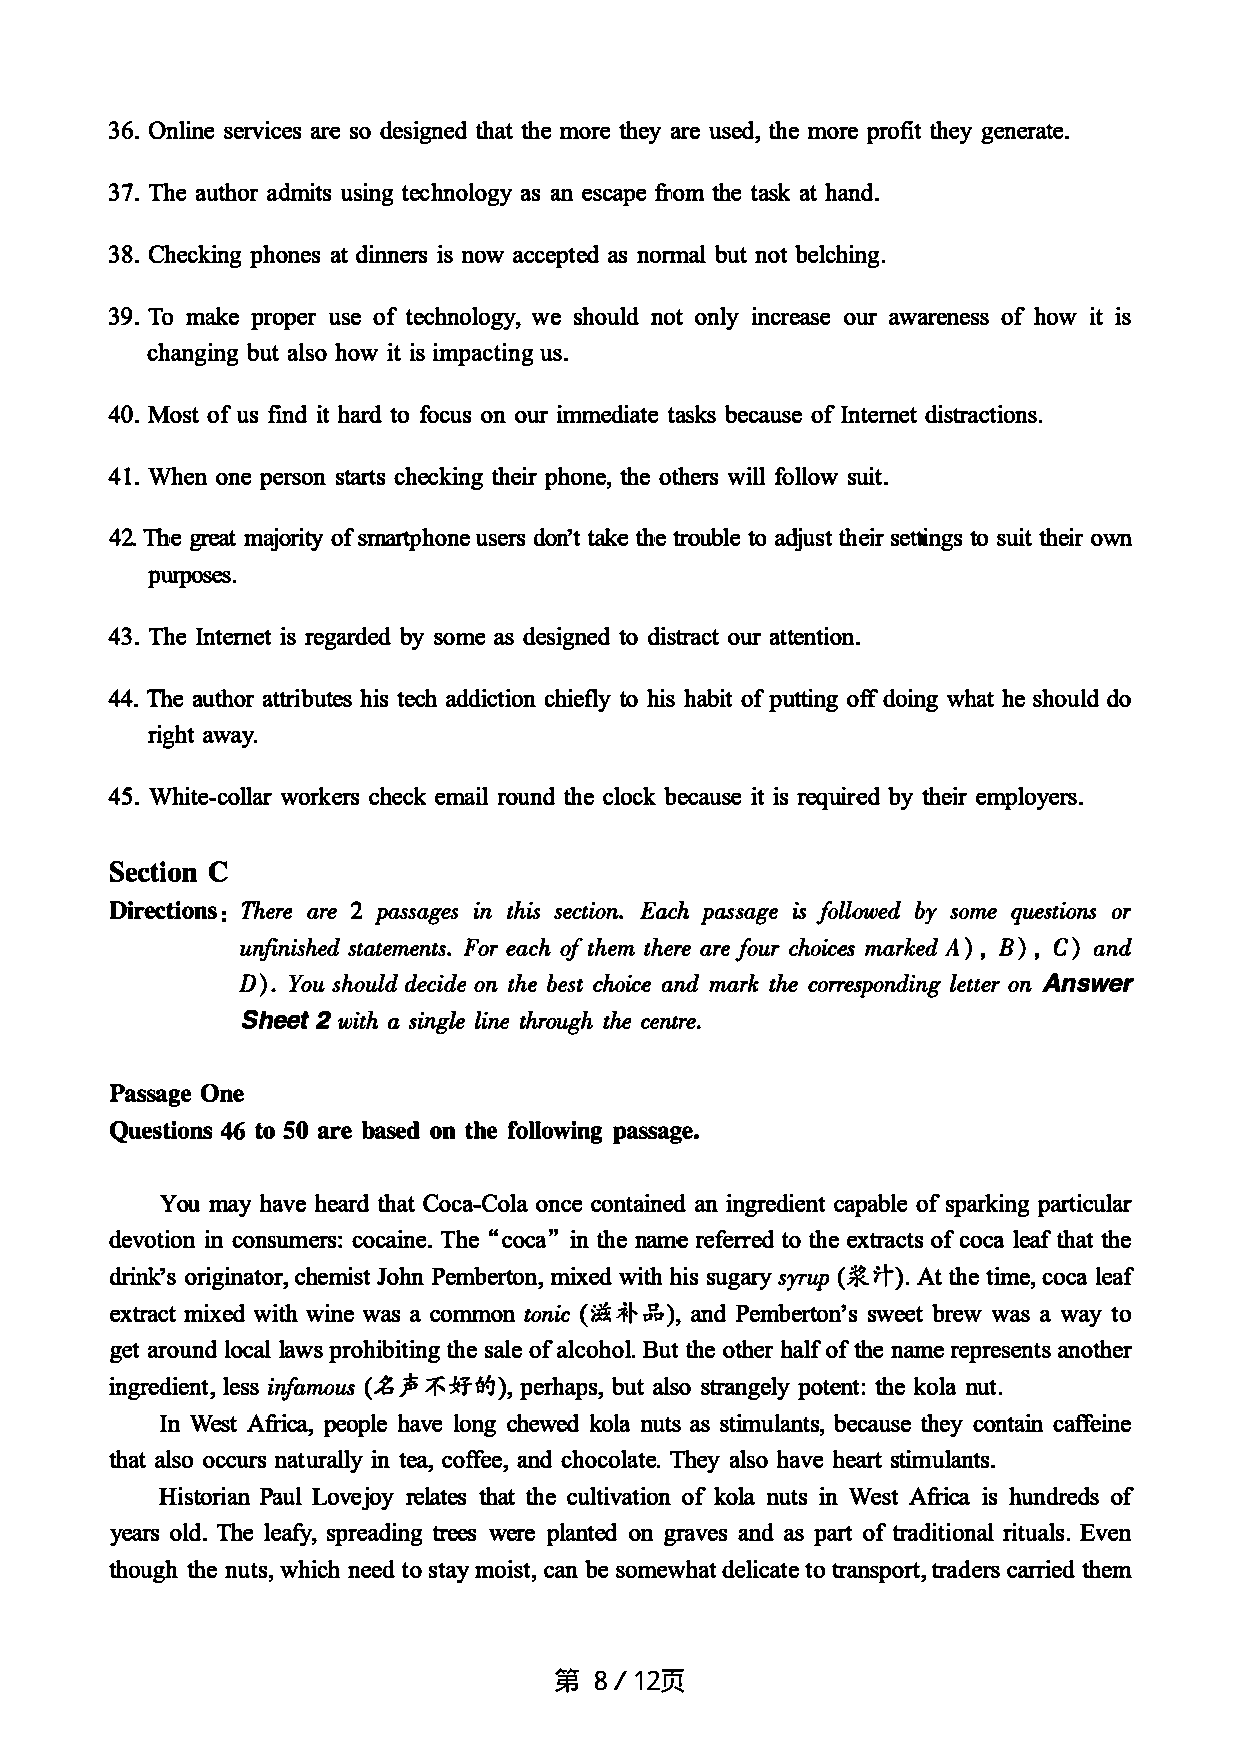 36. Online services are so designed that the more they are used, the more profit they generate.
37. The author admits using technology as an escape from the task at hand.
38. Checking phones at dinners is now accepted as normal but not belching.
39. To make proper use of technology, we should not only increase our awareness of how it is
changing but also how it is impacting us.
40. Most of us find it hard to focus on our immediate tasks because of Internet distractions.
41. When one person starts checking their phone, the others will follow suit.
42. The great majority of smartphone users don't take the trouble to adjust their settings to suit their own
purposes.
43. The Internet is regarded by some as designed to distract our attention.
44. The author attributes his tech addiction chiefly to his habit of putting off doing what he should do
right away.
45. White-collar workers check email round the clock because it is required by their employers.
Section C
Directions: There are 2 passages in this section. Each passage is followed by some questions or
unfinished statements. For each of them there are four choices marked A), B), C) and
D). You should decide on the best choice and mark the corresponding letter on Answer
Sheet 2 with a single line through the centre.
Passage One
Questions 46 to 50 are based on the following passage.
You may have heard that Coca-Cola once contained an ingredient capable of sparking particular
devotion in consumers: cocaine. The “coca” in the name referred to the extracts of coca leaf that the
drink's originator, chemist John Pemberton, mixed with his sugary syrup (浆汁). At the time, coca leaf
extract mixed with wine was a common tonic (滋补品), and Pemberton's sweet brew was a way to
get around local laws prohibiting the sale of alcohol. But the other half of the name represents another
ingredient, less infamous (名声不好的), perhaps, but also strangely potent: the kola nut.
In West Africa, people have long chewed kola nuts as stimulants, because they contain caffeine
that also occurs naturally in tea, coffee, and chocolate. They also have heart stimulants.
Historian Paul Lovejoy relates that the cultivation of kola nuts in West Africa is hundreds of
years old. The leafy, spreading trees were planted on graves and as part of traditional rituals. Even
though the nuts, which need to stay moist, can be somewhat delicate to transport, traders carried them
第 8 / 12页